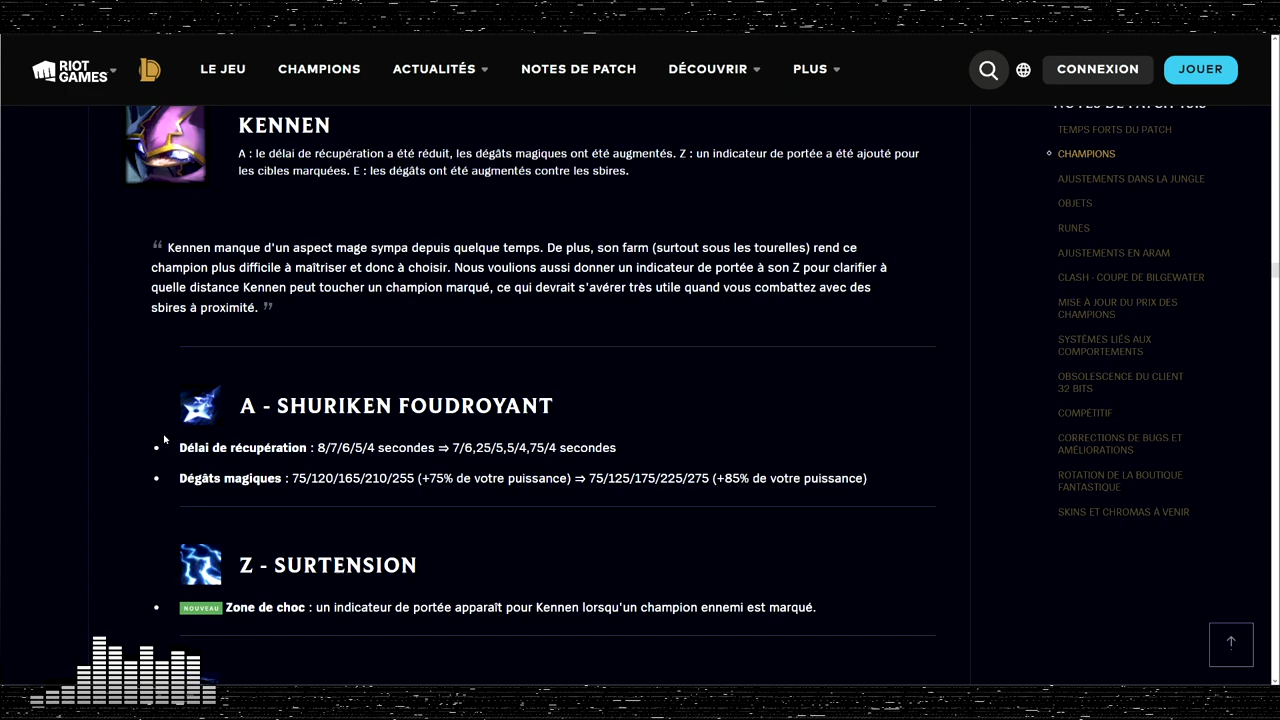 RIOT GAMES
LE JEU
CHAMPIONS
ACTUALITÉS
NOTES DE PATCH
DÉCOUVRIR
PLUS
CONNEXION
JOUER
KENNEN
A : le délai de récupération a été réduit, les dégâts magiques ont été augmentés. Z : un indicateur de portée a été ajouté pour
les cibles marquées. E : les dégâts ont été augmentés contre les sbires.
“ Kennen manque d'un aspect mage sympa depuis quelque temps. De plus, son farm (surtout sous les tourelles) rend ce
champion plus difficile à maîtriser et donc à choisir. Nous voulions aussi donner un indicateur de portée à son Z pour clarifier à
quelle distance Kennen peut toucher un champion marqué, ce qui devrait s'avérer très utile quand vous combattez avec des
sbires à proximité. ”
A - SHURIKEN FOUDROYANT
• Délai de récupération : 8/7/6/5/4 secondes ⇒ 7/6,25/5,5/4,75/4 secondes
• Dégâts magiques : 75/120/165/210/255 (+75% de votre puissance) ⇒ 75/125/175/225/275 (+85% de votre puissance)
Z - SURTENSION
• NOUVEAU Zone de choc : un indicateur de portée apparaît pour Kennen lorsqu'un champion ennemi est marqué.
TEMPS FORTS DU PATCH
CHAMPIONS
AJUSTEMENTS DANS LA JUNGLE
OBJETS
RUNES
AJUSTEMENTS EN ARAM
CLASH - COUPE DE BILGEWATER
MISE À JOUR DU PRIX DES
CHAMPIONS
SYSTÈMES LIÉS AUX
COMPORTEMENTS
OBSOLESCENCE DU CLIENT
32 BITS
COMPÉTITIF
CORRECTIONS DE BUGS ET
AMÉLIORATIONS
ROTATION DE LA BOUTIQUE
FANTASTIQUE
SKINS ET CHROMAS À VENIR